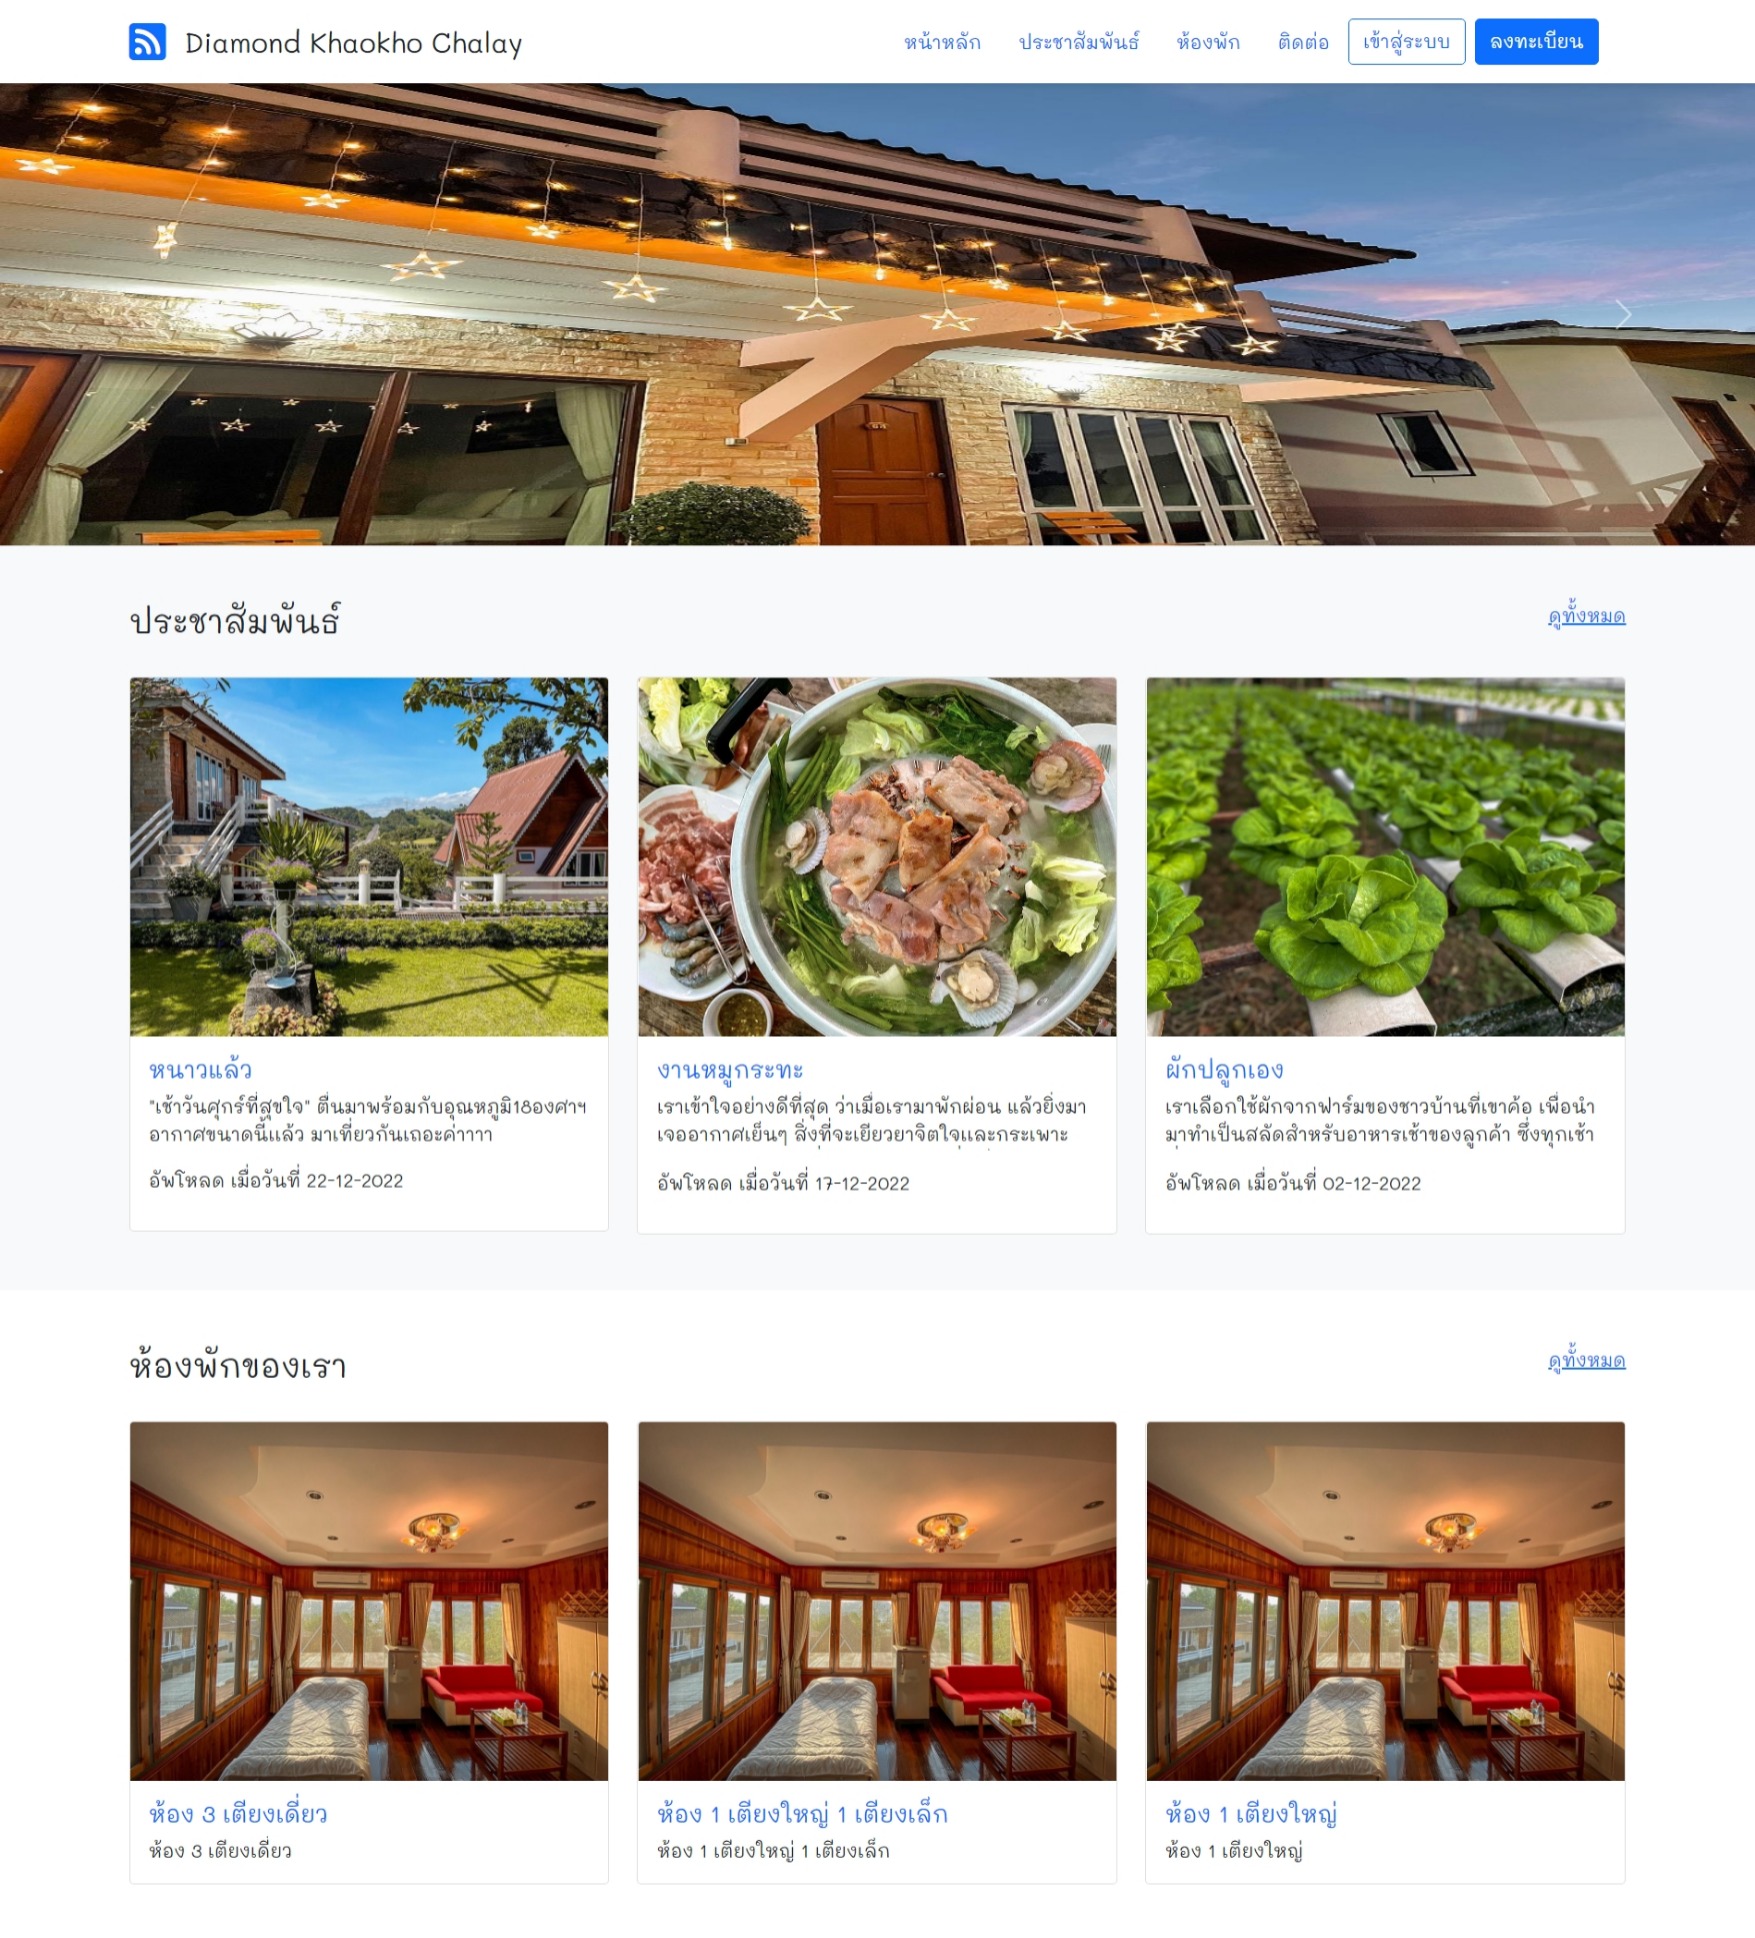 Diamond Khaokho Chalay
หน้าหลัก ประชาสัมพันธ์ ห้องพัก ติดต่อ เข้าสู่ระบบ ลงทะเบียน
ประชาสัมพันธ์
ดูทั้งหมด
หนาวแล้ว
"เช้าวันศุกร์ที่สุขใจ" ตื่นมาพร้อมกับอุณหภูมิ18องศาฯ
อากาศขนาดนี้แล้ว มาเที่ยวกันเถอะค่าาาา
อัพโหลด เมื่อวันที่ 22-12-2022
งานหมูกระทะ
เราเข้าใจอย่างดีที่สุด ว่าเมื่อเรามาพักผ่อน แล้วยิ่งมา
เจออากาศเย็นๆ สิ่งที่จะเยียวยาจิตใจและกระเพาะ
อัพโหลด เมื่อวันที่ 17-12-2022
ผักปลูกเอง
เราเลือกใช้ผักจากฟาร์มของชาวบ้านที่เขาค้อ เพื่อนำ
มาทำเป็นสลัดสำหรับอาหารเช้าของลูกค้า ซึ่งทุกเช้า
อัพโหลด เมื่อวันที่ 02-12-2022
ห้องพักของเรา
ดูทั้งหมด
ห้อง 3 เตียงเดี่ยว
ห้อง 3 เตียงเดี่ยว
ห้อง 1 เตียงใหญ่ 1 เตียงเล็ก
ห้อง 1 เตียงใหญ่ 1 เตียงเล็ก
ห้อง 1 เตียงใหญ่
ห้อง 1 เตียงใหญ่